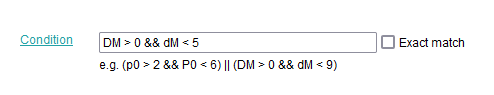 Condition DM > 0 && dM < 5 Exact match
e.g. (p0 > 2 && P0 < 6) || (DM > 0 && dM < 9)